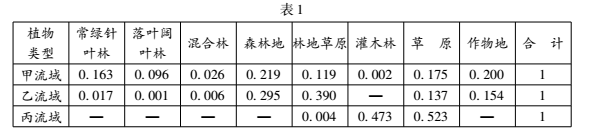 表1
植物类型 常绿针叶林 落叶阔叶林 混合林 森林地 林地草原 灌木林 草 原 作物地 合 计
甲流域 0.163 0.096 0.026 0.219 0.119 0.002 0.175 0.200 1
乙流域 0.017 0.001 0.006 0.295 0.390 — 0.137 0.154 1
丙流域 — — — — 0.004 0.473 0.523 — 1